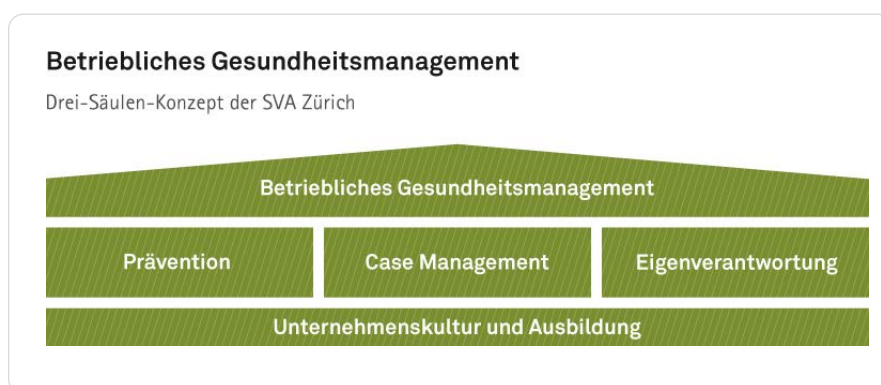 Betriebliches Gesundheitsmanagement
Drei-Säulen-Konzept der SVA Zürich
Betriebliches Gesundheitsmanagement
Prävention
Case Management
Eigenverantwortung
Unternehmenskultur und Ausbildung